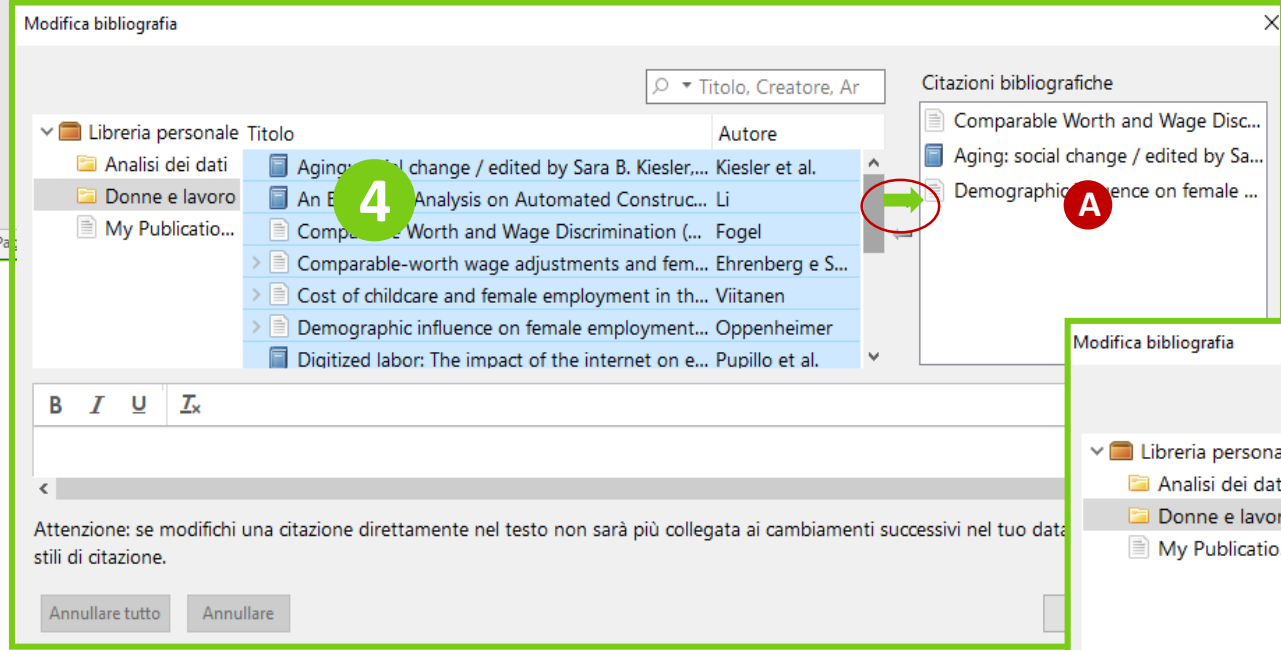 Modifica bibliografia
Titolo, Creatore, Ar
Citazioni bibliografiche
Libreria personale
Analisi dei dati
Donne e lavoro
My Publicatio...
Titolo Autore
Aging: social change / edited by Sara B. Kiesler,... Kiesler et al.
An Analysis on Automated Construc... Li
Worth and Wage Discrimination (... Fogel
Comparable-worth wage adjustments and fem... Ehrenberg e S...
Cost of childcare and female employment in th... Viitanen
Demographic influence on female employment... Oppenheimer
Digitized labor: The impact of the internet on e... Pupillo et al.
4
Comparable Worth and Wage Disc...
Aging: social change / edited by Sa...
Demographic influence on female ...
A
B I U Tx
Attenzione: se modifichi una citazione direttamente nel testo non sarà più collegata ai cambiamenti successivi nel tuo data
stili di citazione.
Annullare tutto Annullare
Modifica bibliografia
Libreria persona
Analisi dei dat
Donne e lavor
My Publicatio